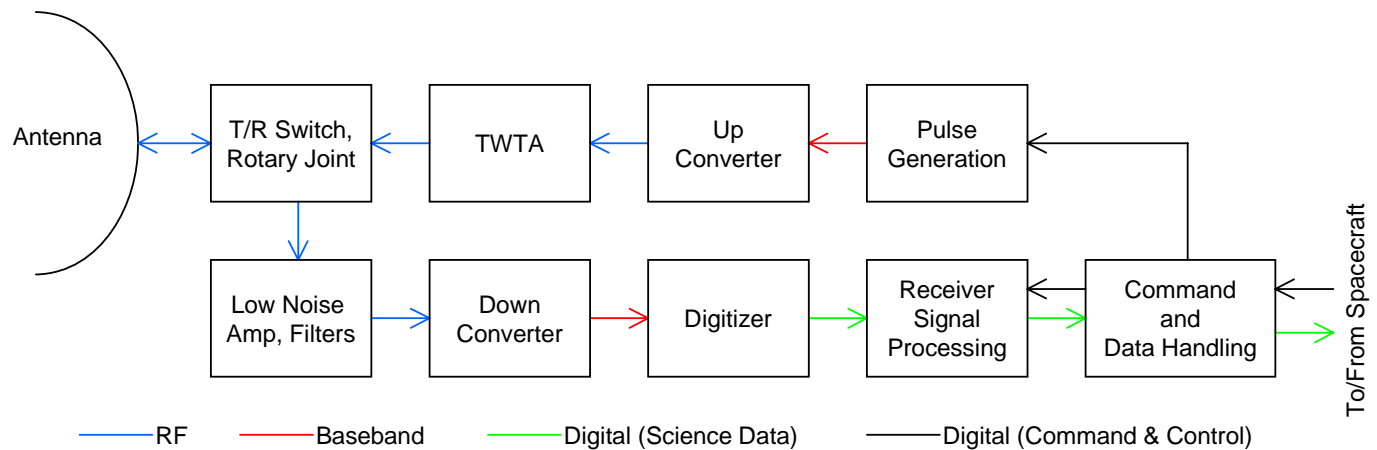 Antenna
T/R Switch,
Rotary Joint
TWTA
Up
Converter
Pulse
Generation
Low Noise
Amp, Filters
Down
Converter
Digitizer
Receiver
Signal
Processing
Command
and
Data Handling
To/From Spacecraft
RF
Baseband
Digital (Science Data)
Digital (Command & Control)